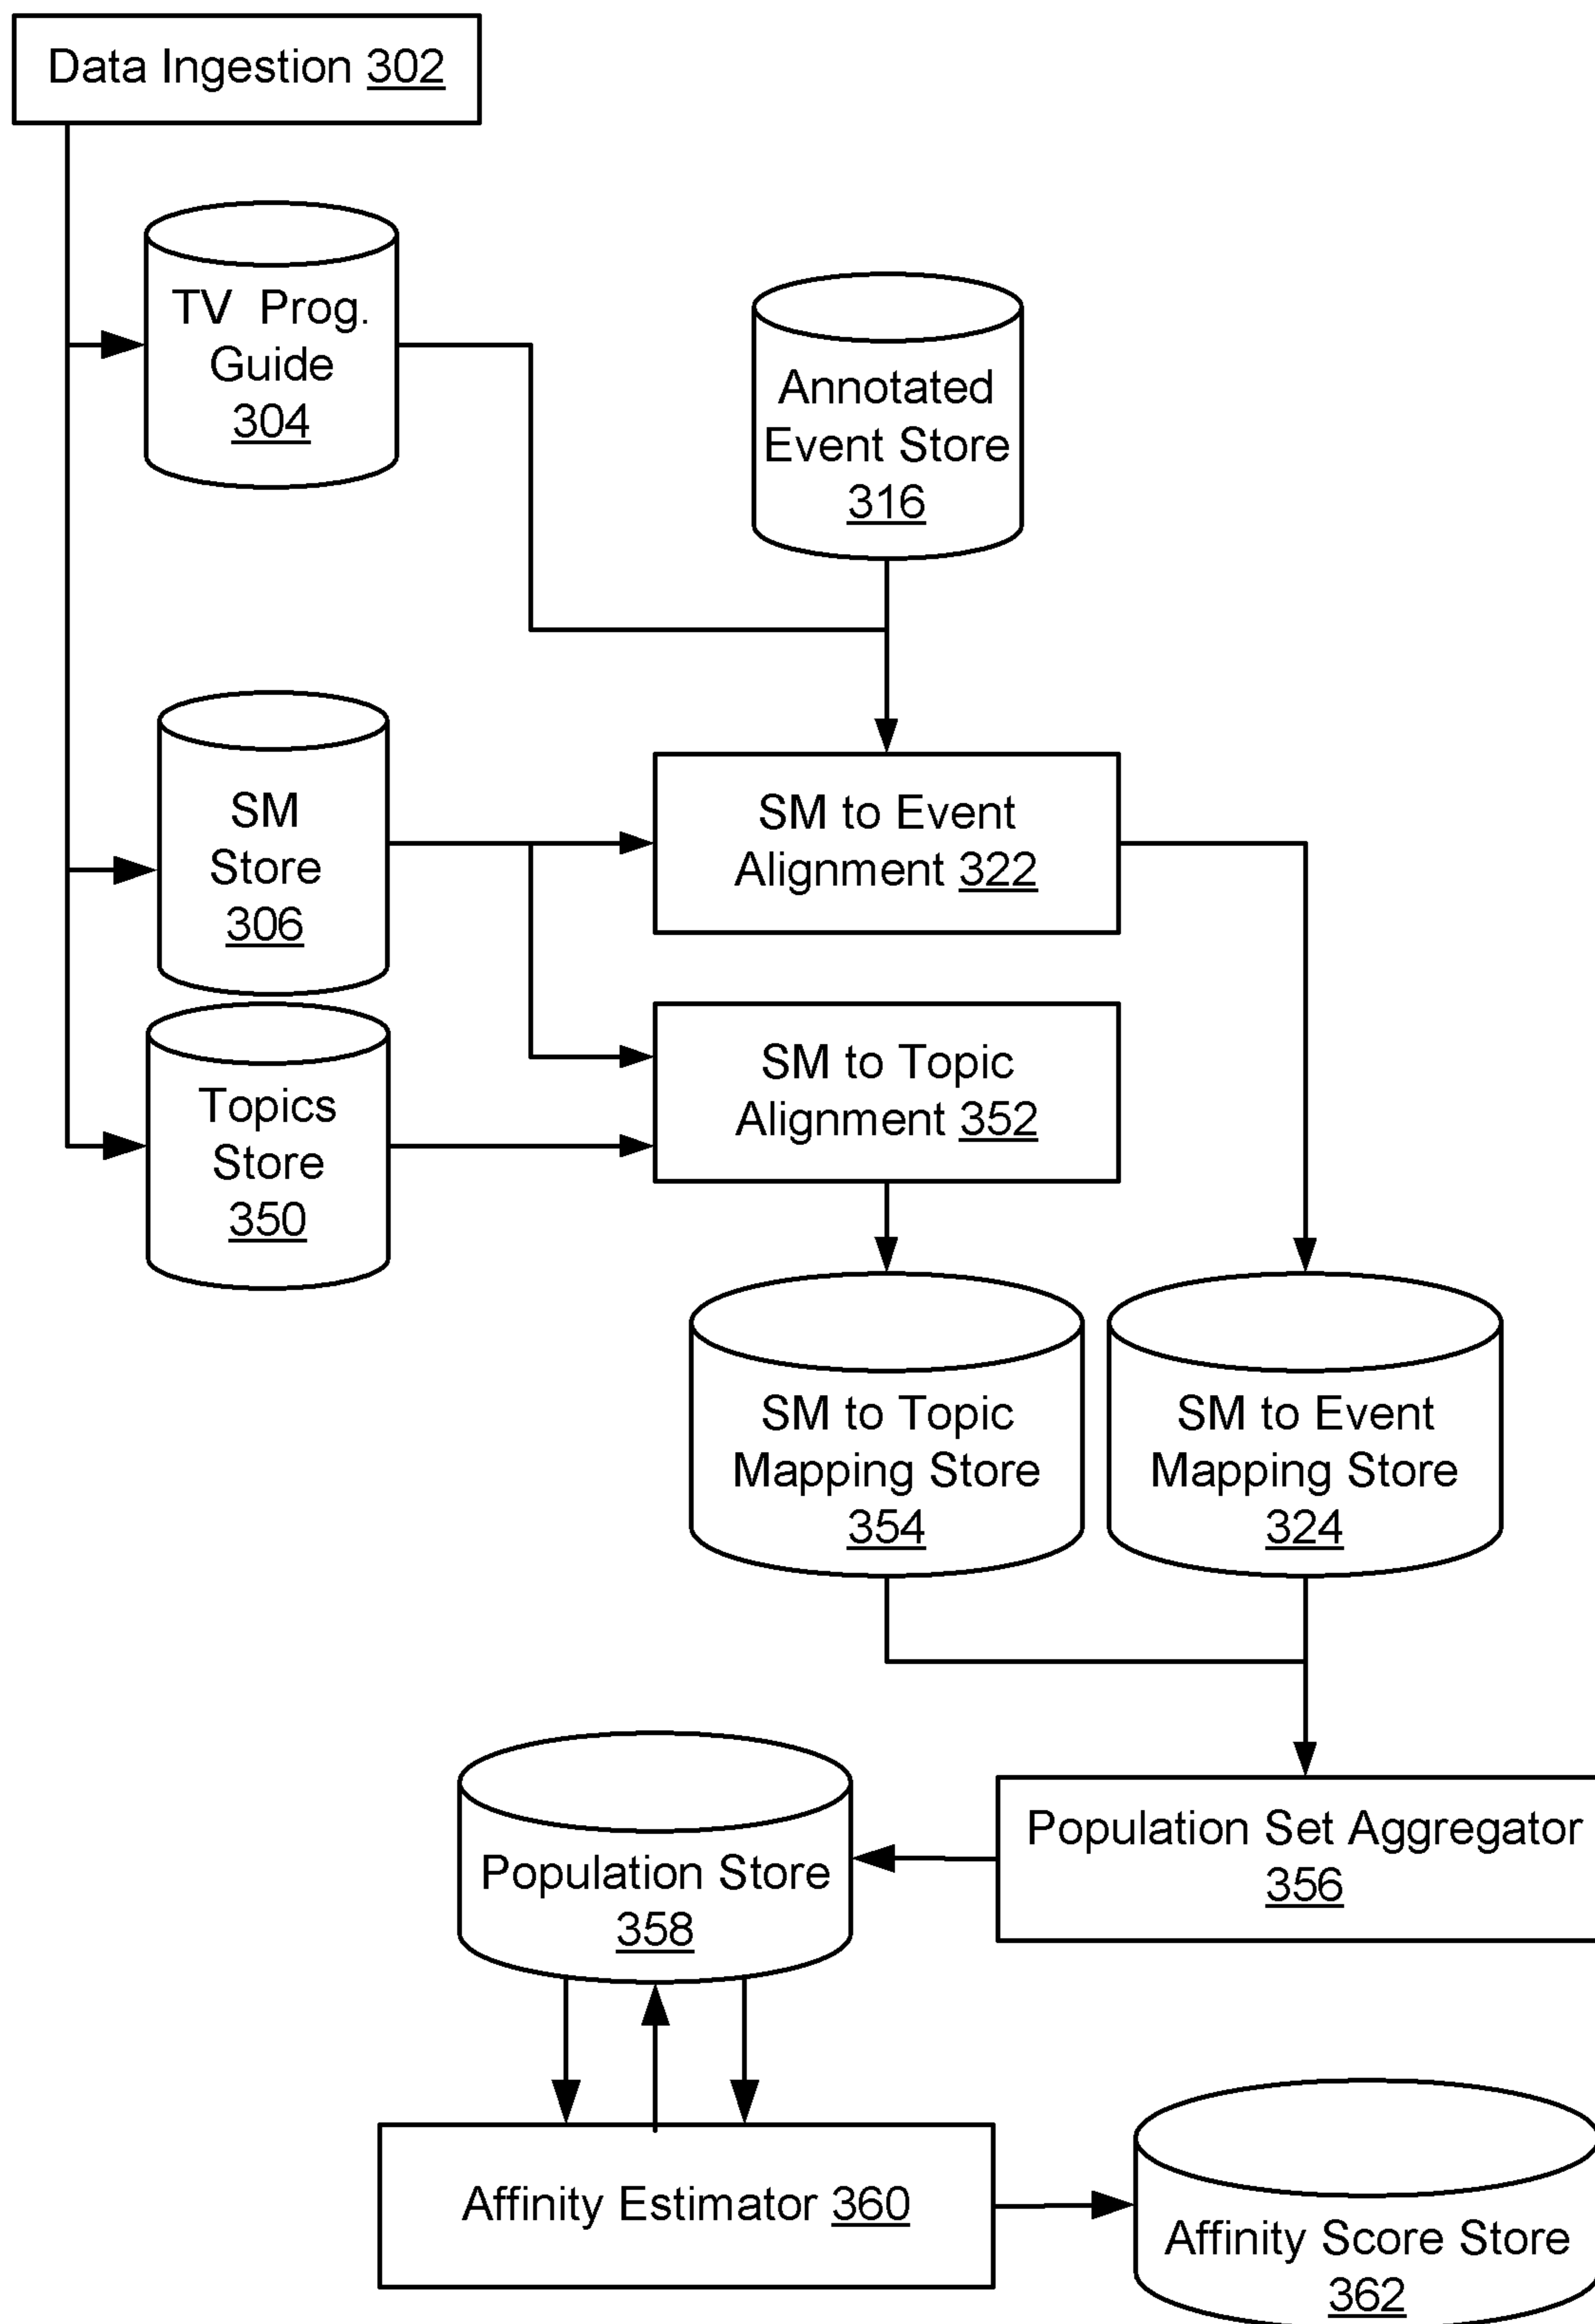 Data Ingestion 302
TV Prog.
Guide
304
Annotated
Event Store
316
SM
Store
306
SM to Event
Alignment 322
Topics
Store
350
SM to Topic
Alignment 352
SM to Topic
Mapping Store
354
SM to Event
Mapping Store
324
Population Store
358
Population Set Aggregator
356
Affinity Estimator 360
Affinity Score Store
362